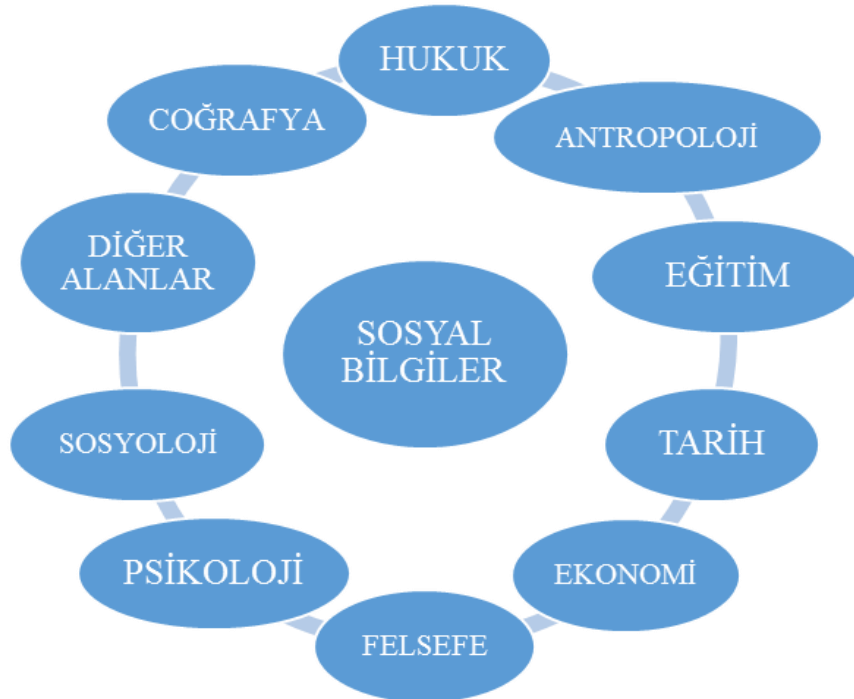 HUKUK
COĞRAFYA
ANTROPOLOJİ
DİĞER
ALANLAR
EĞİTİM
SOSYAL
BİLGİLER
SOSYOLOJİ
TARİH
PSİKOLOJİ
EKONOMİ
FELSEFE